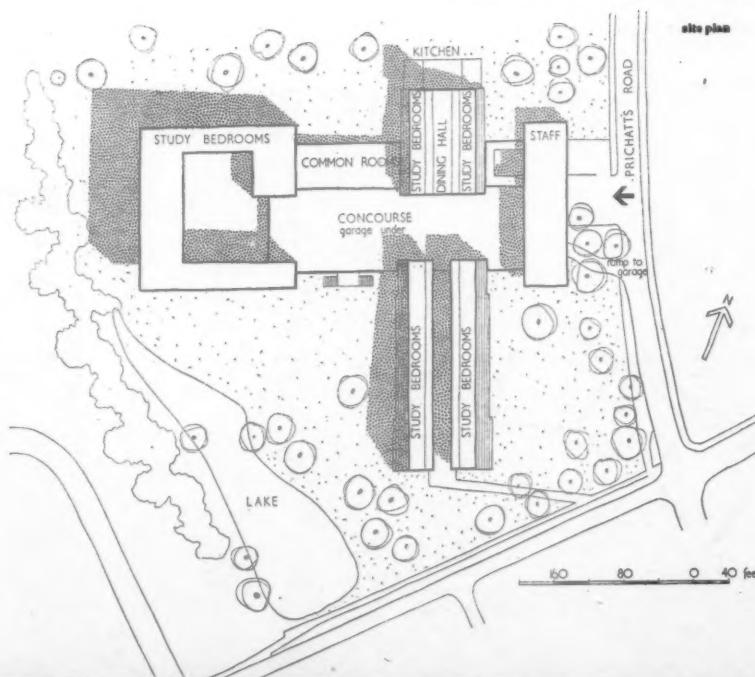 site plan
KITCHEN
PRICHATTS ROAD
STUDY BEDROOMS
COMMON ROOMS
STUDY BEDROOMS
DINING HALL
STUDY BEDROOMS
STAFF
CONCOURSE
garage under
ramp to
garage
STUDY BEDROOMS
STUDY BEDROOMS
N
LAKE
160 80 0 40 feet